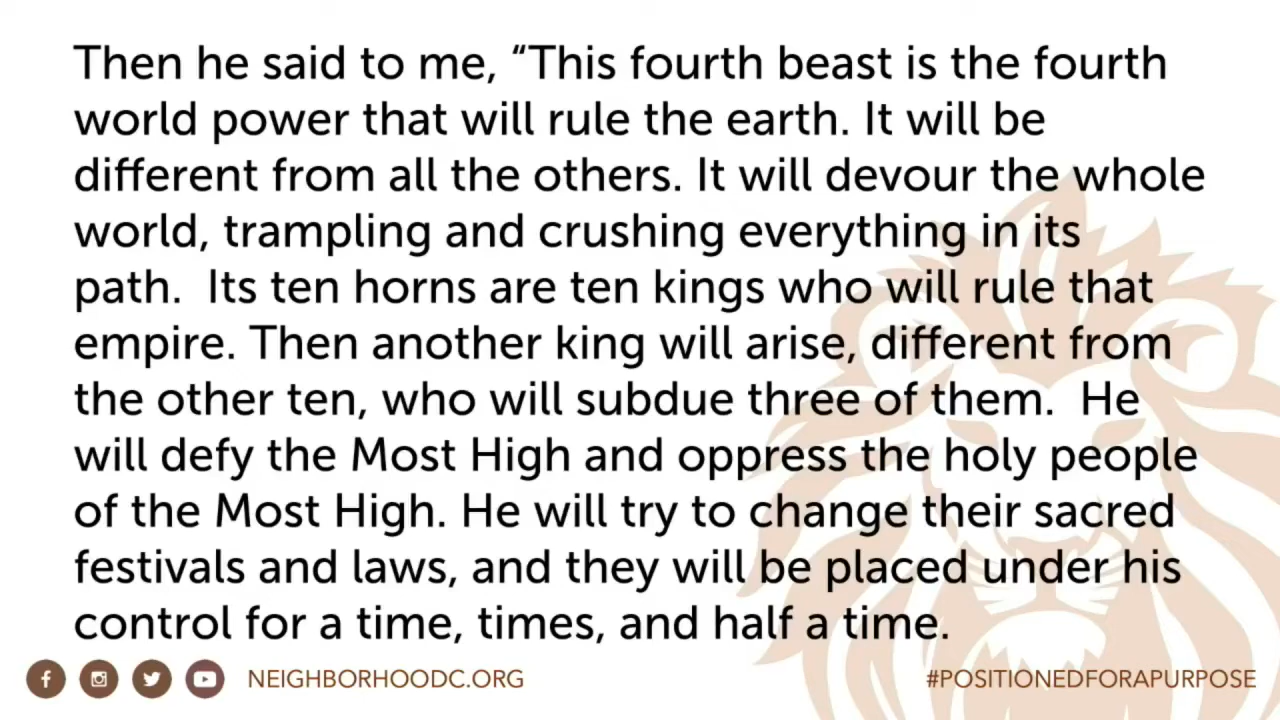 Then he said to me, “This fourth beast is the fourth
world power that will rule the earth. It will be
different from all the others. It will devour the whole
world, trampling and crushing everything in its
path.  Its ten horns are ten kings who will rule that
empire. Then another king will arise, different from
the other ten, who will subdue three of them.  He
will defy the Most High and oppress the holy people
of the Most High. He will try to change their sacred
festivals and laws, and they will be placed under his
control for a time, times, and half a time.
NEIGHBORHOODC.ORG
#POSITIONEDFORAPURPOSE